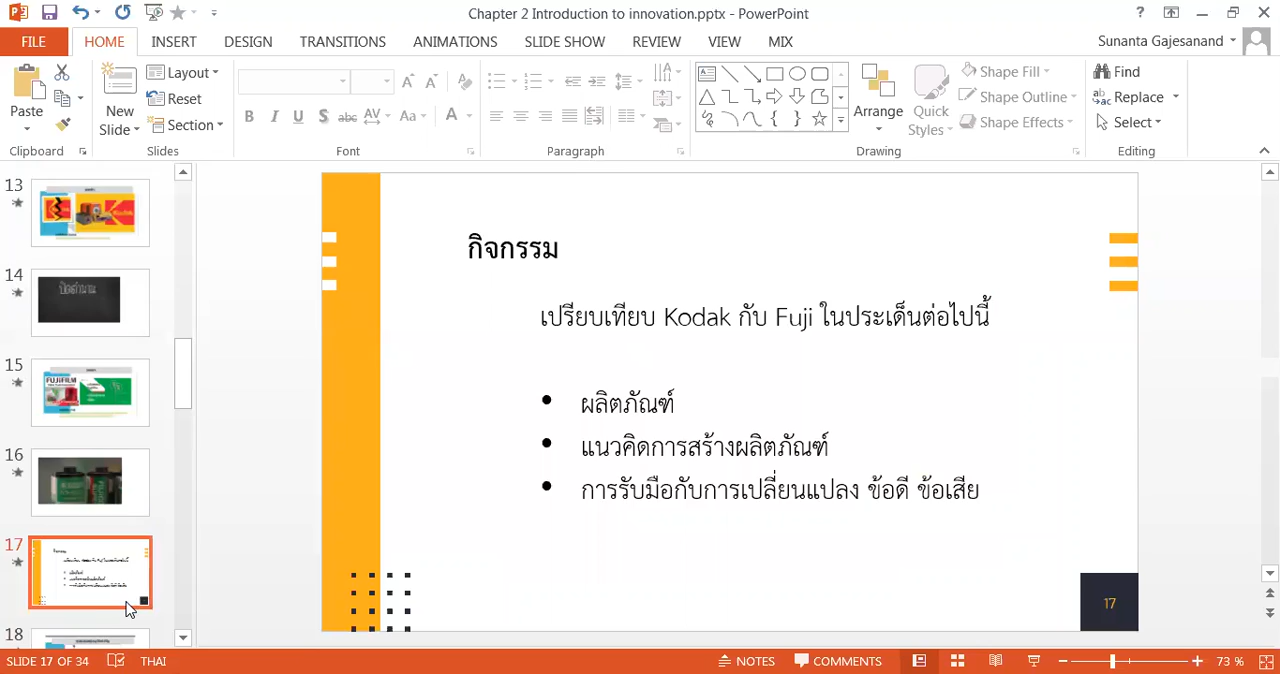 Chapter 2 Introduction to innovation.pptx - PowerPoint
FILE HOME INSERT DESIGN TRANSITIONS ANIMATIONS SLIDE SHOW REVIEW VIEW MIX Sunanta Gajesanand
Paste New Slide Layout Reset Section Arrange Quick Styles Shape Fill Shape Outline Shape Effects Find Replace Select
Clipboard Slides Font Paragraph Drawing Editing
13
Kodak
14
15
FUJIFILM
16
17
18
กิจกรรม
เปรียบเทียบ Kodak กับ Fuji ในประเด็นต่อไปนี้
• ผลิตภัณฑ์
• แนวคิดการสร้างผลิตภัณฑ์
• การรับมือกับการเปลี่ยนแปลง ข้อดี ข้อเสีย
17
SLIDE 17 OF 34 THAI NOTES COMMENTS 73 %